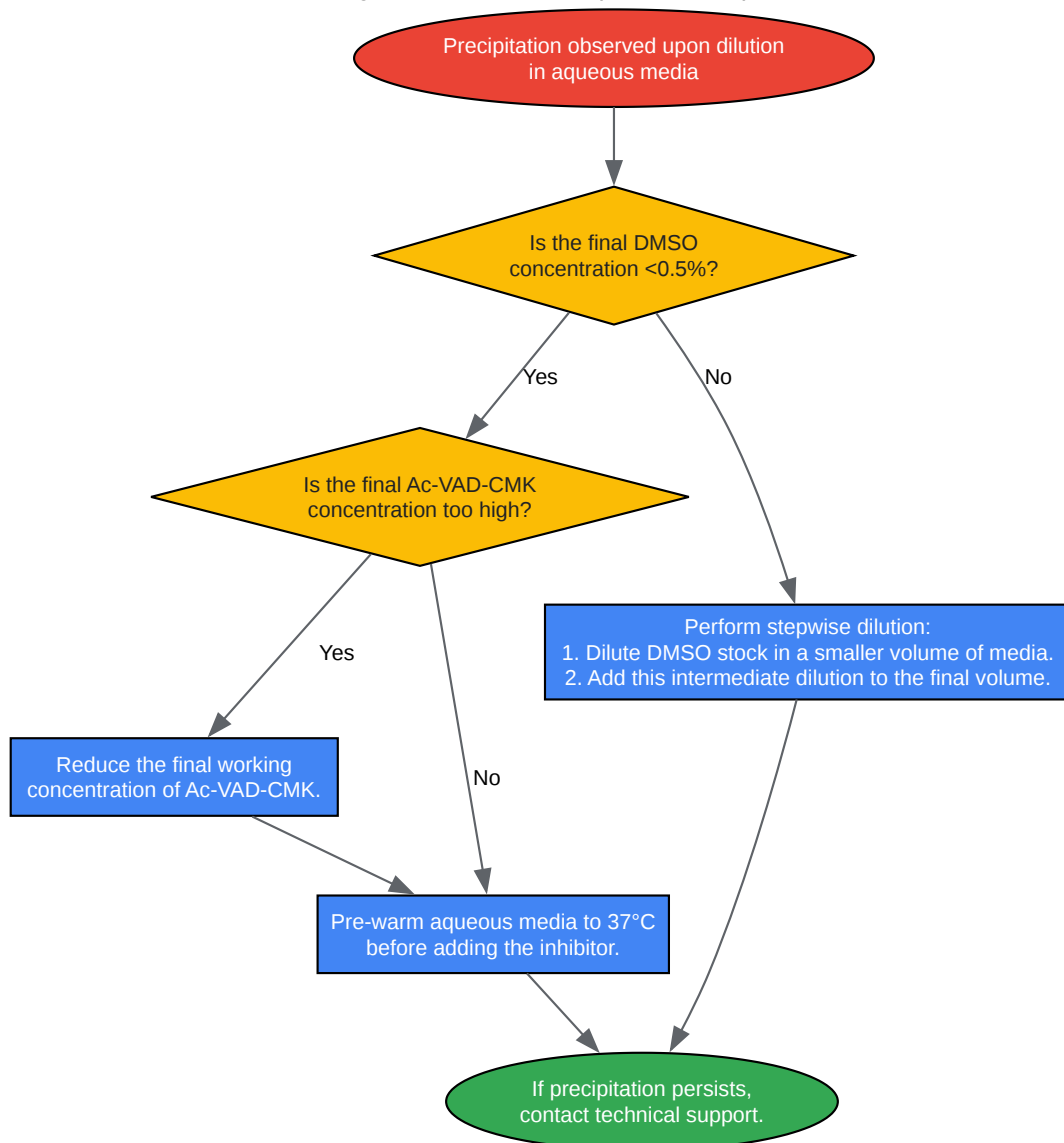 Precipitation observed upon dilution
in aqueous media
Is the final DMSO
concentration <0.5%?
Yes
No
Is the final Ac-VAD-CMK
concentration too high?
Perform stepwise dilution:
1. Dilute DMSO stock in a smaller volume of media.
2. Add this intermediate dilution to the final volume.
Yes
Reduce the final working
concentration of Ac-VAD-CMK.
No
Pre-warm aqueous media to 37°C
before adding the inhibitor.
If precipitation persists,
contact technical support.